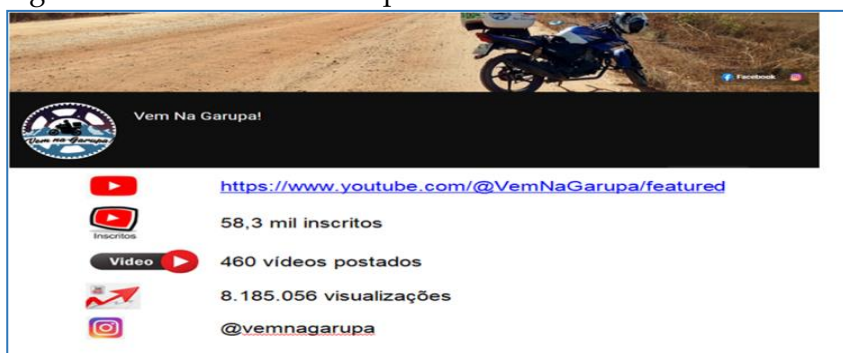 Facebook
Vem Na Garupa!
Vem na Garupa
https://www.youtube.com/@VemNaGarupa/featured
Inscritos
58,3 mil inscritos
Video
460 vídeos postados
8.185.056 visualizações
@vemnagarupa